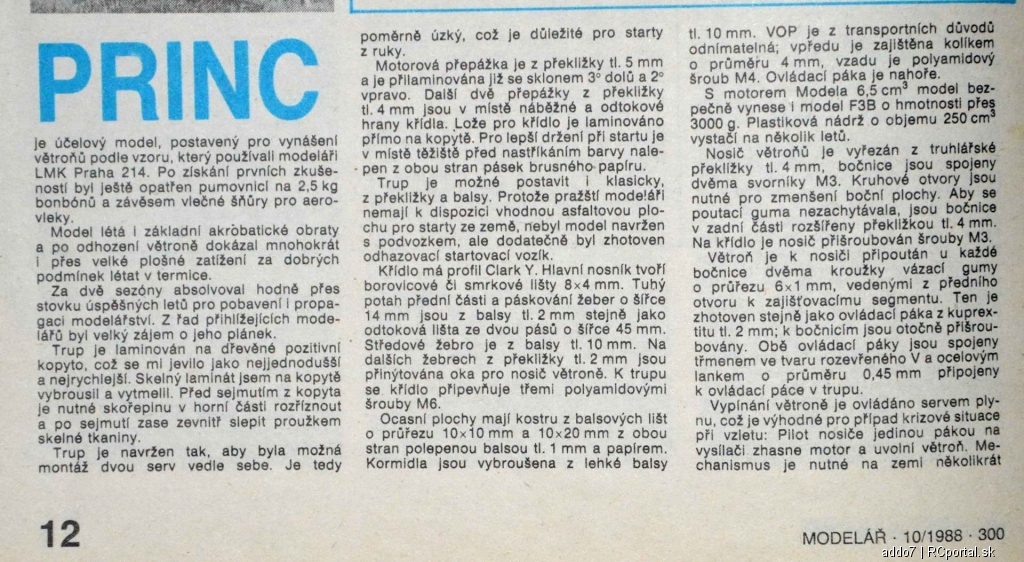 PRINC
je účelový model, postavený pro vynášení
větroňů podle vzoru, který používali modeláři
LMK Praha 214. Po získání prvních zkuše-
ností byl ještě opatřen pumovnicí na 2,5 kg
bonbónů a závěsem vlečné šňůry pro aero-
vleky.
Model létá i základní akrobatické obraty
a po odhození větroně dokázal mnohokrát
i přes velké plošné zatížení za dobrých
podmínek létat v termice.
Za dvě sezóny absolvoval hodně přes
stovku úspěšných letů pro pobavení i propa-
gaci modelářství. Z řad přihlížejících mode-
lářů byl velký zájem o jeho plánek.
Trup je laminován na dřevěné pozitivní
kopyto, což se mi jevilo jako nejjednodušší
a nejrychlejší. Skelný laminát jsem na kopytě
vybrousil a vytmelil. Před sejmutím z kopyta
je nutné skořepinu v horní části rozříznout
a po sejmutí zase zevnitř slepit proužkem
skelné tkaniny.
Trup je navržen tak, aby byla možná
montáž dvou serv vedle sebe. Je tedy
poměrně úzký, což je důležité pro starty
z ruky.
Motorová přepážka je z překližky tl. 5 mm
a je přilaminována již se sklonem 3° dolů a 2°
vpravo. Další dvě přepážky z překližky
tl. 4 mm jsou v místě náběžné a odtokové
hrany křídla. Lože pro křídlo je laminováno
přímo na kopytě. Pro lepší držení při startu je
v místě těžiště před nastříkáním barvy nale-
pen z obou stran pásek brusného papíru.
Trup je možné postavit i klasicky,
z překližky a balsy. Protože pražští modeláři
nemají k dispozici vhodnou asfaltovou plo-
chu pro starty ze země, nebyl model navržen
s podvozkem, ale dodatečně byl zhotoven
odhazovací startovací vozík.
Křídlo má profil Clark Y. Hlavní nosník tvoří
borovicové či smrkové lišty 8×4 mm. Tuhý
potah přední části a páskování žeber o šířce
14 mm jsou z balsy tl. 2 mm stejně jako
odtoková lišta ze dvou pásů o šířce 45 mm.
Středové žebro je z balsy tl. 10 mm. Na
dalších žebrech z překližky tl. 2 mm jsou
přinýtována oka pro nosič větroně. K trupu
se křídlo připevňuje třemi polyamidovými
šrouby M6.
Ocasní plochy mají kostru z balsových lišt
o průřezu 10×10 mm a 10×20 mm z obou
stran polepenou balsou tl. 1 mm a papírem.
Kormidla jsou vybroušena z lehké balsy
tl. 10 mm. VOP je z transportních důvodů
odnímatelná; vpředu je zajištěna kolíkem
o průměru 4 mm, vzadu je polyamidový
šroub M4. Ovládací páka je nahoře.
S motorem Modela 6,5 cm³ model bez-
pečně vynese i model F3B o hmotnosti přes
3000 g. Plastiková nádrž o objemu 250 cm³
vystačí na několik letů.
Nosič větroňů je vyřezán z truhlářské
překližky tl. 4 mm, bočnice jsou spojeny
dvěma svorníky M3. Kruhové otvory jsou
nutné pro zmenšení boční plochy. Aby se
poutací guma nezachytávala, jsou bočnice
v zadní části rozšířeny překližkou tl. 4 mm.
Na křídlo je nosič přišroubován šrouby M3.
Větroň je k nosiči připoután u každé
bočnice dvěma kroužky vázací gumy
o průřezu 6×1 mm, vedenými z předního
otvoru k zajišťovacímu segmentu. Ten je
zhotoven stejně jako ovládací páka z kuprex-
titu tl. 2 mm; k bočnicím jsou otočně přišrou-
bovány. Obě ovládací páky jsou spojeny
třmenem ve tvaru rozevřeného V a ocelovým
lankem o průměru 0,45 mm připojeny
k ovládací páce v trupu.
Vypínání větroně je ovládáno servem ply-
nu, což je výhodné pro případ krizové situace
při vzletu: Pilot nosiče jedinou pákou na
vysílači zhasne motor a uvolní větroň. Me-
chanismus je nutné na zemi několikrát
12
MODELÁŘ · 10/1988 · 300
addo7 | RCportal.sk